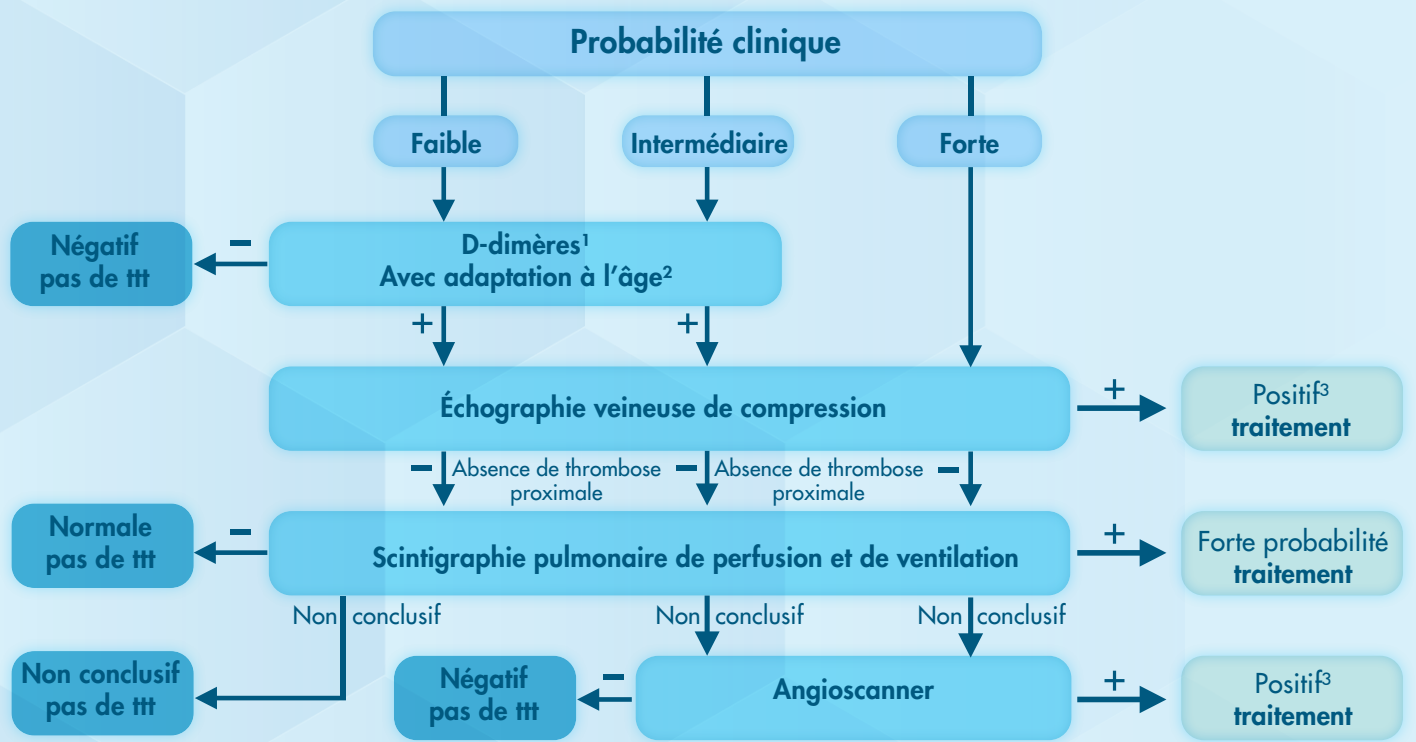 Probabilité clinique
Faible
Intermédiaire
Forte
Négatif
pas de ttt
−
D-dimères¹
Avec adaptation à l'âge²
+
+
Échographie veineuse de compression
+
Positif³
traitement
− Absence de thrombose
proximale
− Absence de thrombose
proximale
−
Normale
pas de ttt
−
Scintigraphie pulmonaire de perfusion et de ventilation
+
Forte probabilité
traitement
Non conclusif
Non conclusif
Non conclusif
Non conclusif
pas de ttt
Négatif
pas de ttt
−
Angioscanner
+
Positif³
traitement